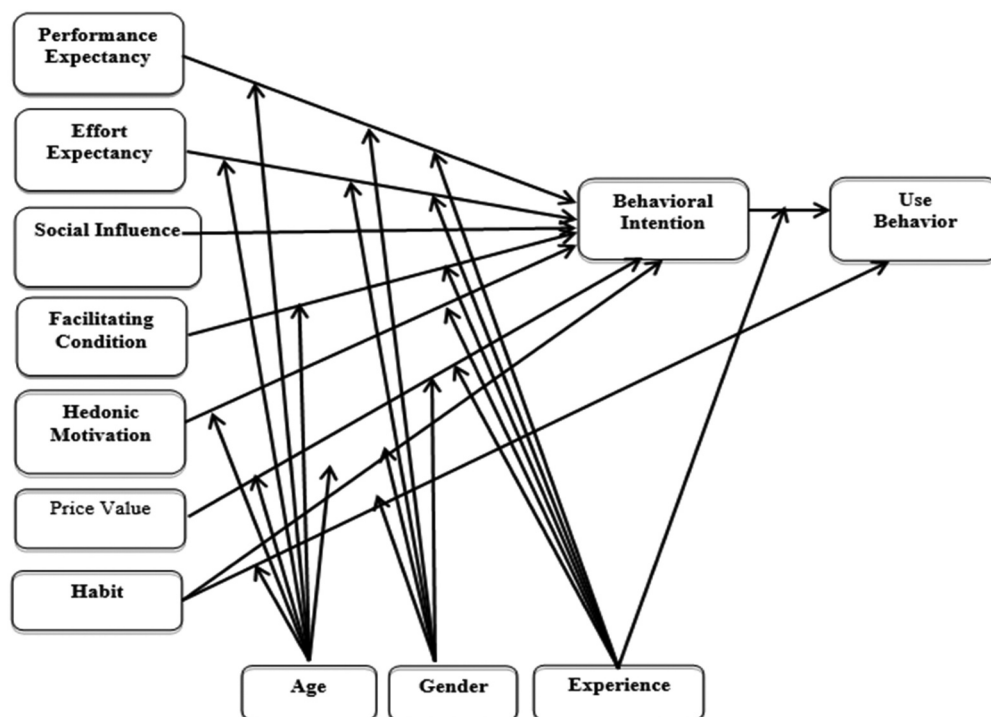 Performance
Expectancy
Effort
Expectancy
Social Influence
Facilitating
Condition
Hedonic
Motivation
Price Value
Habit
Behavioral
Intention
Use
Behavior
Age
Gender
Experience